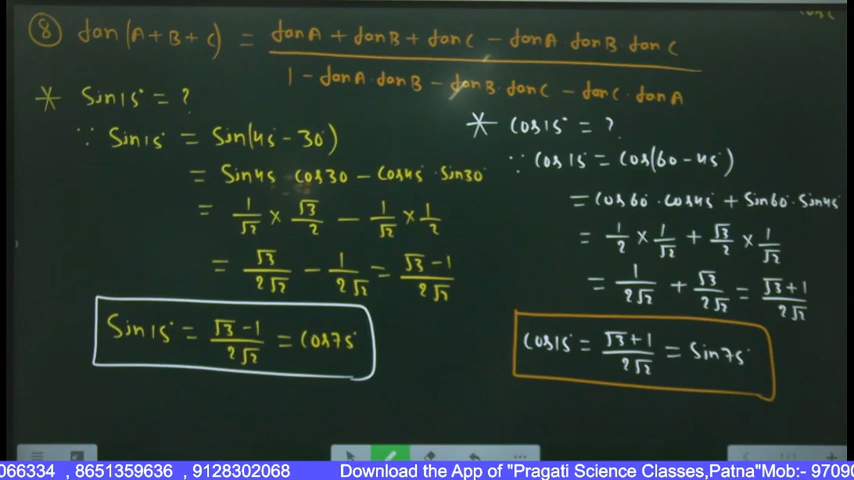 ⑧ tan(A+B+C) = (tanA + tanB + tanC − tanA · tanB · tanC) / (1 − tanA · tanB − tanB · tanC − tanC · tanA)
* Sin15° = ?
∵ Sin15° = Sin(45 − 30°)
= Sin45 cos30 − cos45 · sin30°
= 1/√2 × √3/2 − 1/√2 × 1/2
= √3/2√2 − 1/2√2 = (√3 − 1)/2√2
Sin15° = (√3 − 1)/2√2 = Cos75°
* Cos15° = ?
∵ Cos15° = Cos(60 − 45°)
= Cos60° · cos45° + Sin60° · Sin45°
= 1/2 × 1/√2 + √3/2 × 1/√2
= 1/2√2 + √3/2√2 = (√3 + 1)/2√2
Cos15° = (√3 + 1)/2√2 = Sin75°
066334 , 8651359636 , 9128302068 Download the App of "Pragati Science Classes,Patna"Mob:- 97090